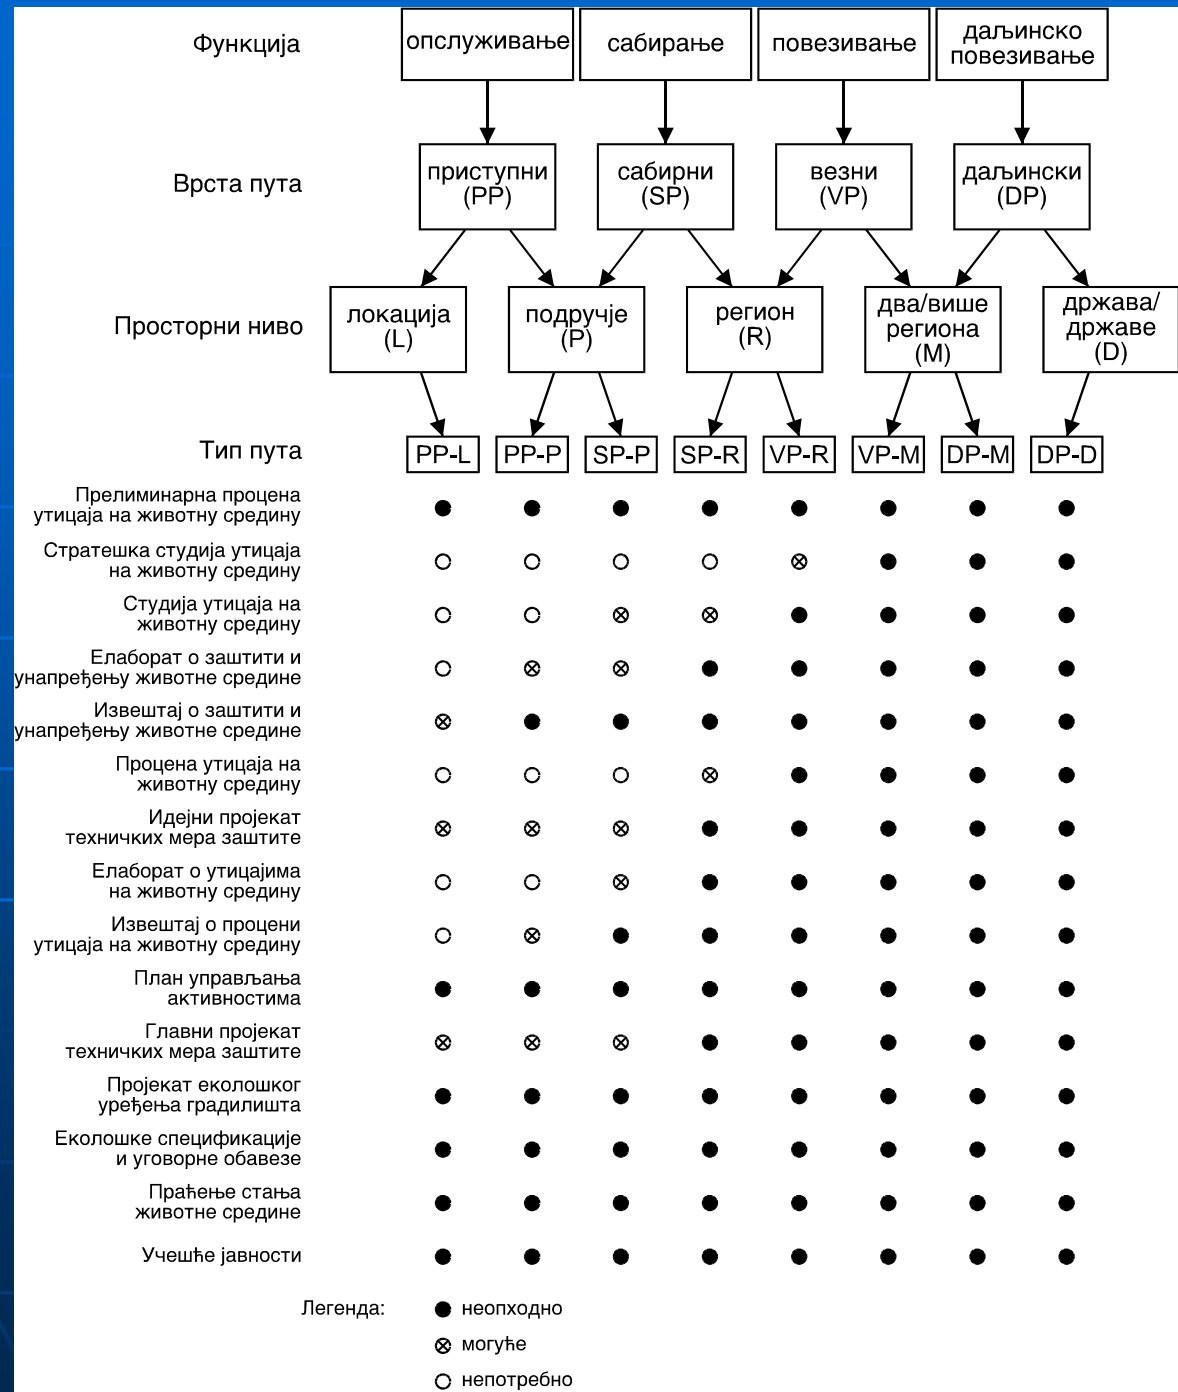 Функција
опслуживање
сабирање
повезивање
даљинско
повезивање
Врста пута
приступни
(PP)
сабирни
(SP)
везни
(VP)
даљински
(DP)
Просторни ниво
локација
(L)
подручје
(P)
регион
(R)
два/више
региона
(M)
држава/
државе
(D)
Тип пута
PP-L
PP-P
SP-P
SP-R
VP-R
VP-M
DP-M
DP-D
Прелиминарна процена
утицаја на животну средину
Стратешка студија утицаја
на животну средину
Студија утицаја на
животну средину
Елаборат о заштити и
унапређењу животне средине
Извештај о заштити и
унапређењу животне средине
Процена утицаја на
животну средину
Идејни пројекат
техничких мера заштите
Елаборат о утицајима
на животну средину
Извештај о процени
утицаја на животну средину
План управљања
активностима
Главни пројекат
техничких мера заштите
Пројекат еколошког
уређења градилишта
Еколошке спецификације
и уговорне обавезе
Праћење стања
животне средине
Учешће јавности
Легенда:
неопходно
могуће
непотребно